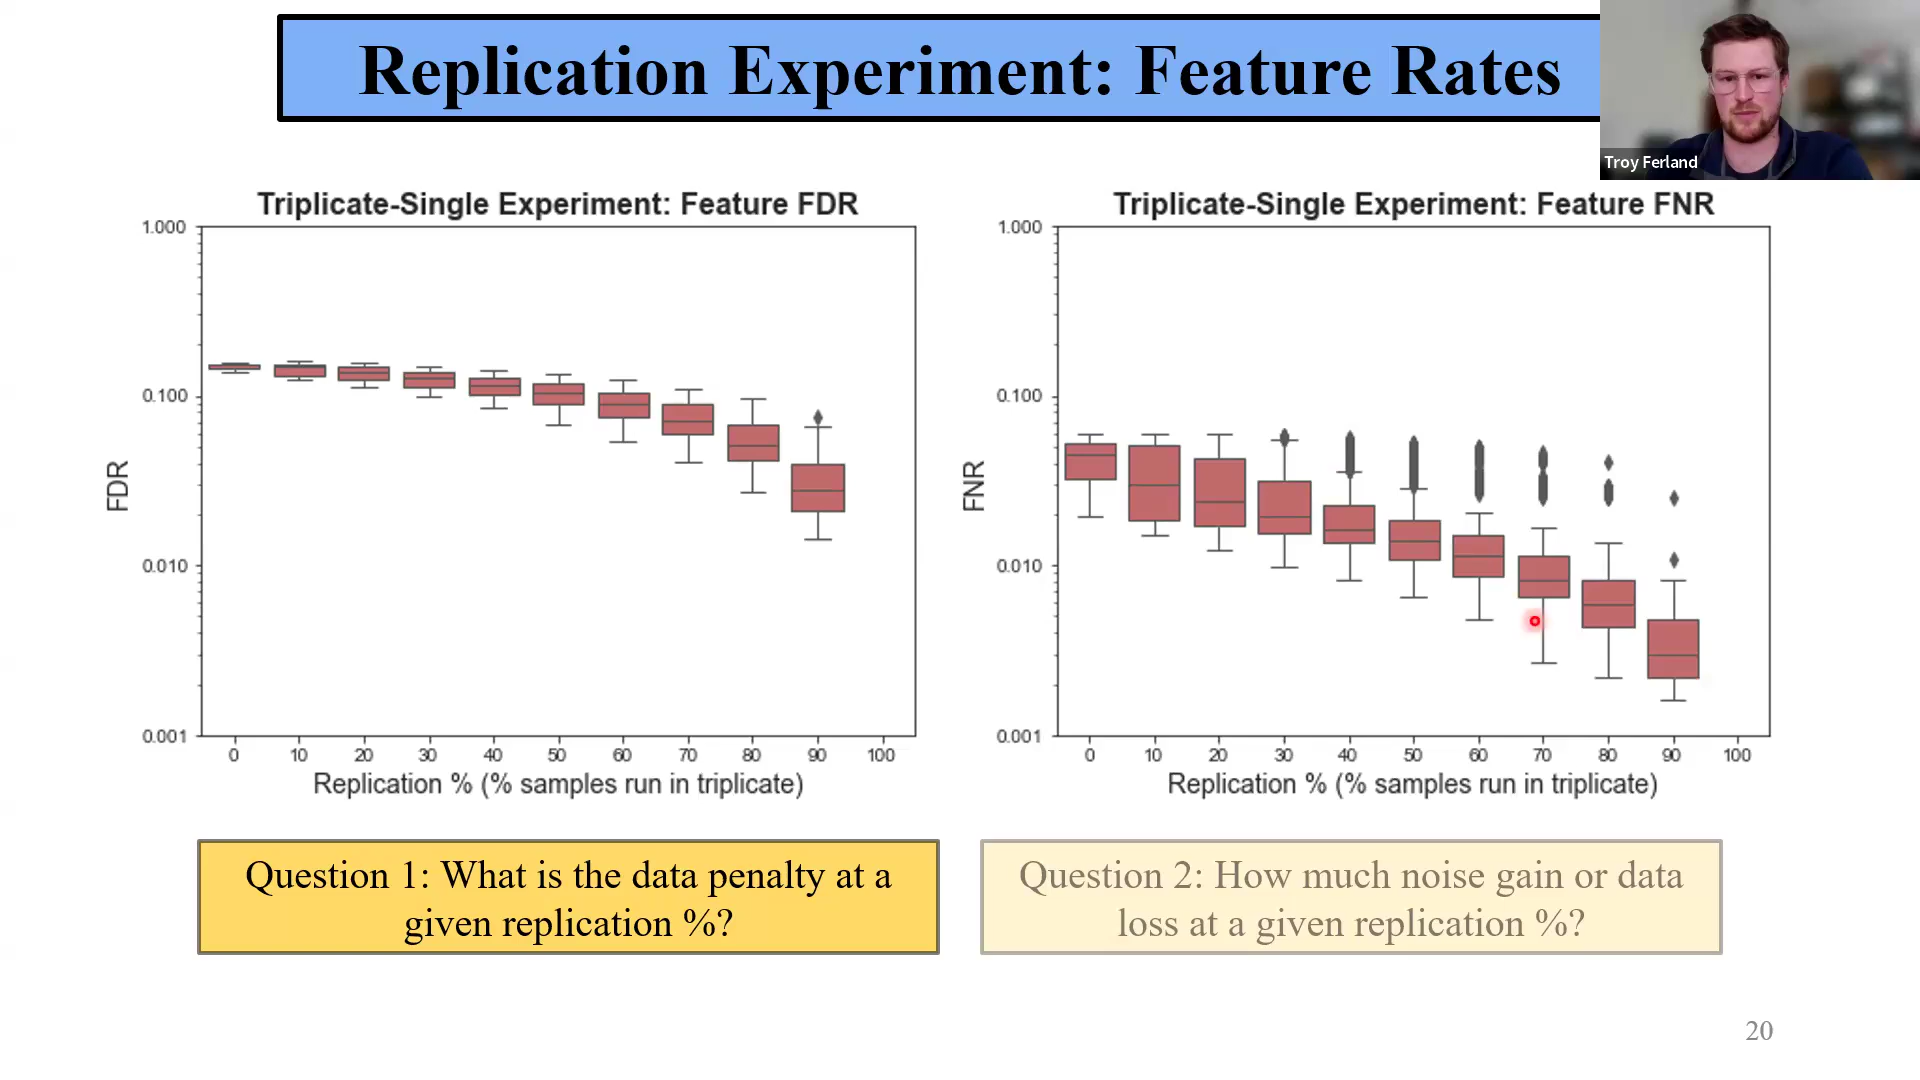 Replication Experiment: Feature Rates
Troy Ferland
Triplicate-Single Experiment: Feature FDR
1.000
0.100
0.010
0.001
FDR
0 10 20 30 40 50 60 70 80 90 100
Replication % (% samples run in triplicate)
Triplicate-Single Experiment: Feature FNR
1.000
0.100
0.010
0.001
FNR
0 10 20 30 40 50 60 70 80 90 100
Replication % (% samples run in triplicate)
Question 1: What is the data penalty at a
given replication %?
Question 2: How much noise gain or data
loss at a given replication %?
20